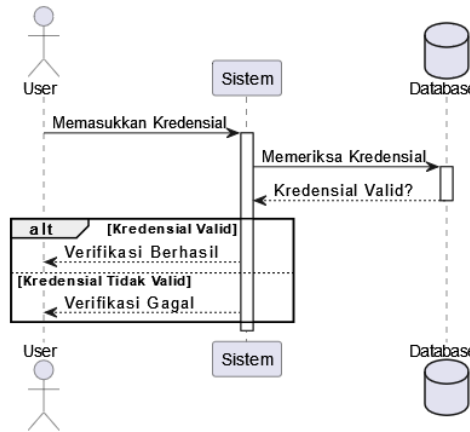 User
Sistem
Database
Memasukkan Kredensial
Memeriksa Kredensial
Kredensial Valid?
alt [Kredensial Valid]
Verifikasi Berhasil
[Kredensial Tidak Valid]
Verifikasi Gagal
User
Sistem
Database